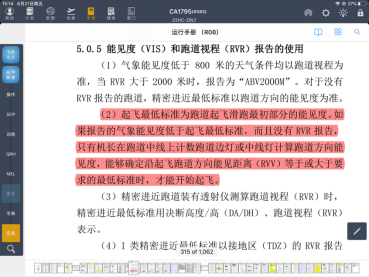 15:14 8月21日周五
27%
CA1795(B5803)
ZSHC-ZBLF
运行手册 (R08)
5.0.5 能见度（VIS）和跑道视程（RVR）报告的使用
（1）气象能见度低于 800 米的天气条件均以跑道视程为
准，当 RVR 大于 2000 米时，报告为“ABV2000M”。对于没有
RVR 报告的跑道，精密进近最低标准以跑道方向的能见度为准。
（2）起飞最低标准为跑道起飞滑跑最初部分的能见度。如
果报告的气象能见度低于起飞最低标准，而且没有 RVR 报告，
只有机长在跑道中线上计数跑道边灯或中线灯计算跑道方向能
见度，能够确定沿起飞跑道方向能见距离（RVV）等于或大于要
求的最低标准时，才能开始起飞。
（3）精密进近跑道装有透射仪测算跑道视程（RVR）时，
精密进近最低标准用决断高度/高（DA/DH）、跑道视程（RVR）
表示。
（4）I 类精密进近最低标准以接地区（TDZ）的 RVR 报告
操作
SOP
训练
QRH
MEL
字典
315 of 1,062